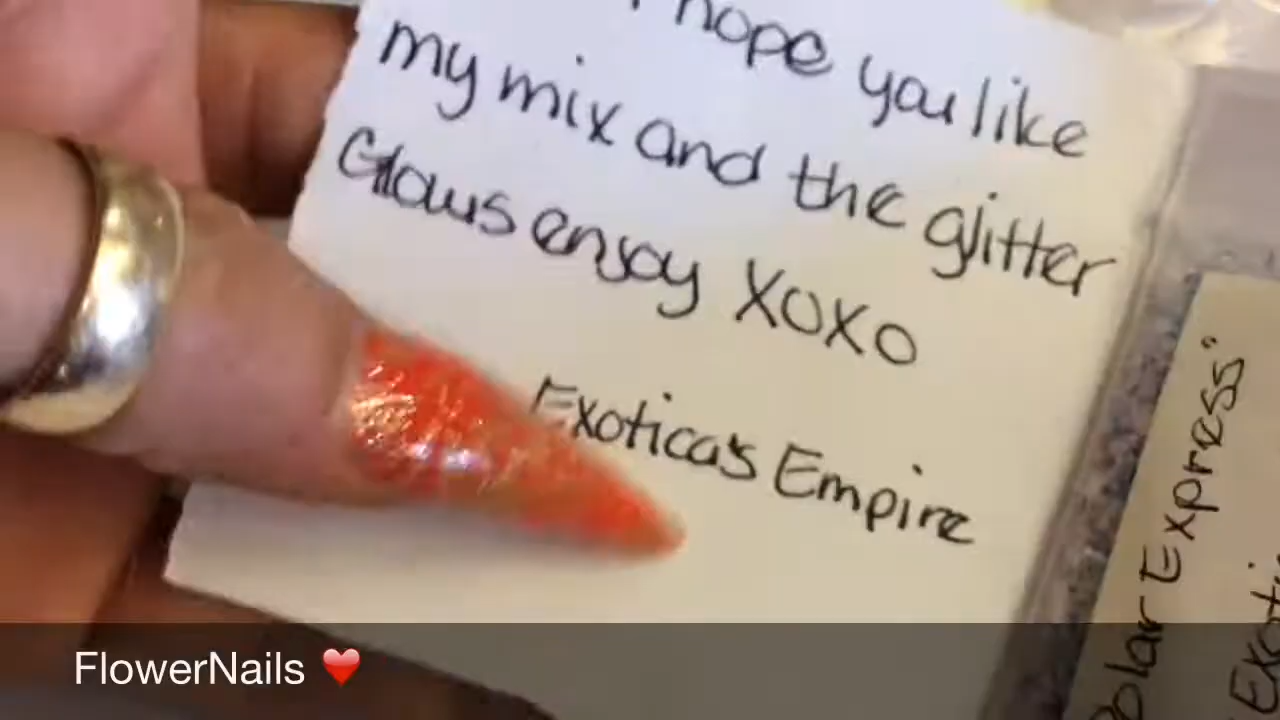 hope you like
my mix and the glitter
Glows enjoy XOXO
Exotica's Empire
Polar Express"
FlowerNails ❤️